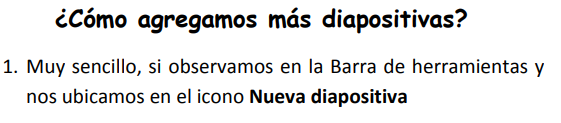 ¿Cómo agregamos más diapositivas?
1. Muy sencillo, si observamos en la Barra de herramientas y
nos ubicamos en el icono Nueva diapositiva